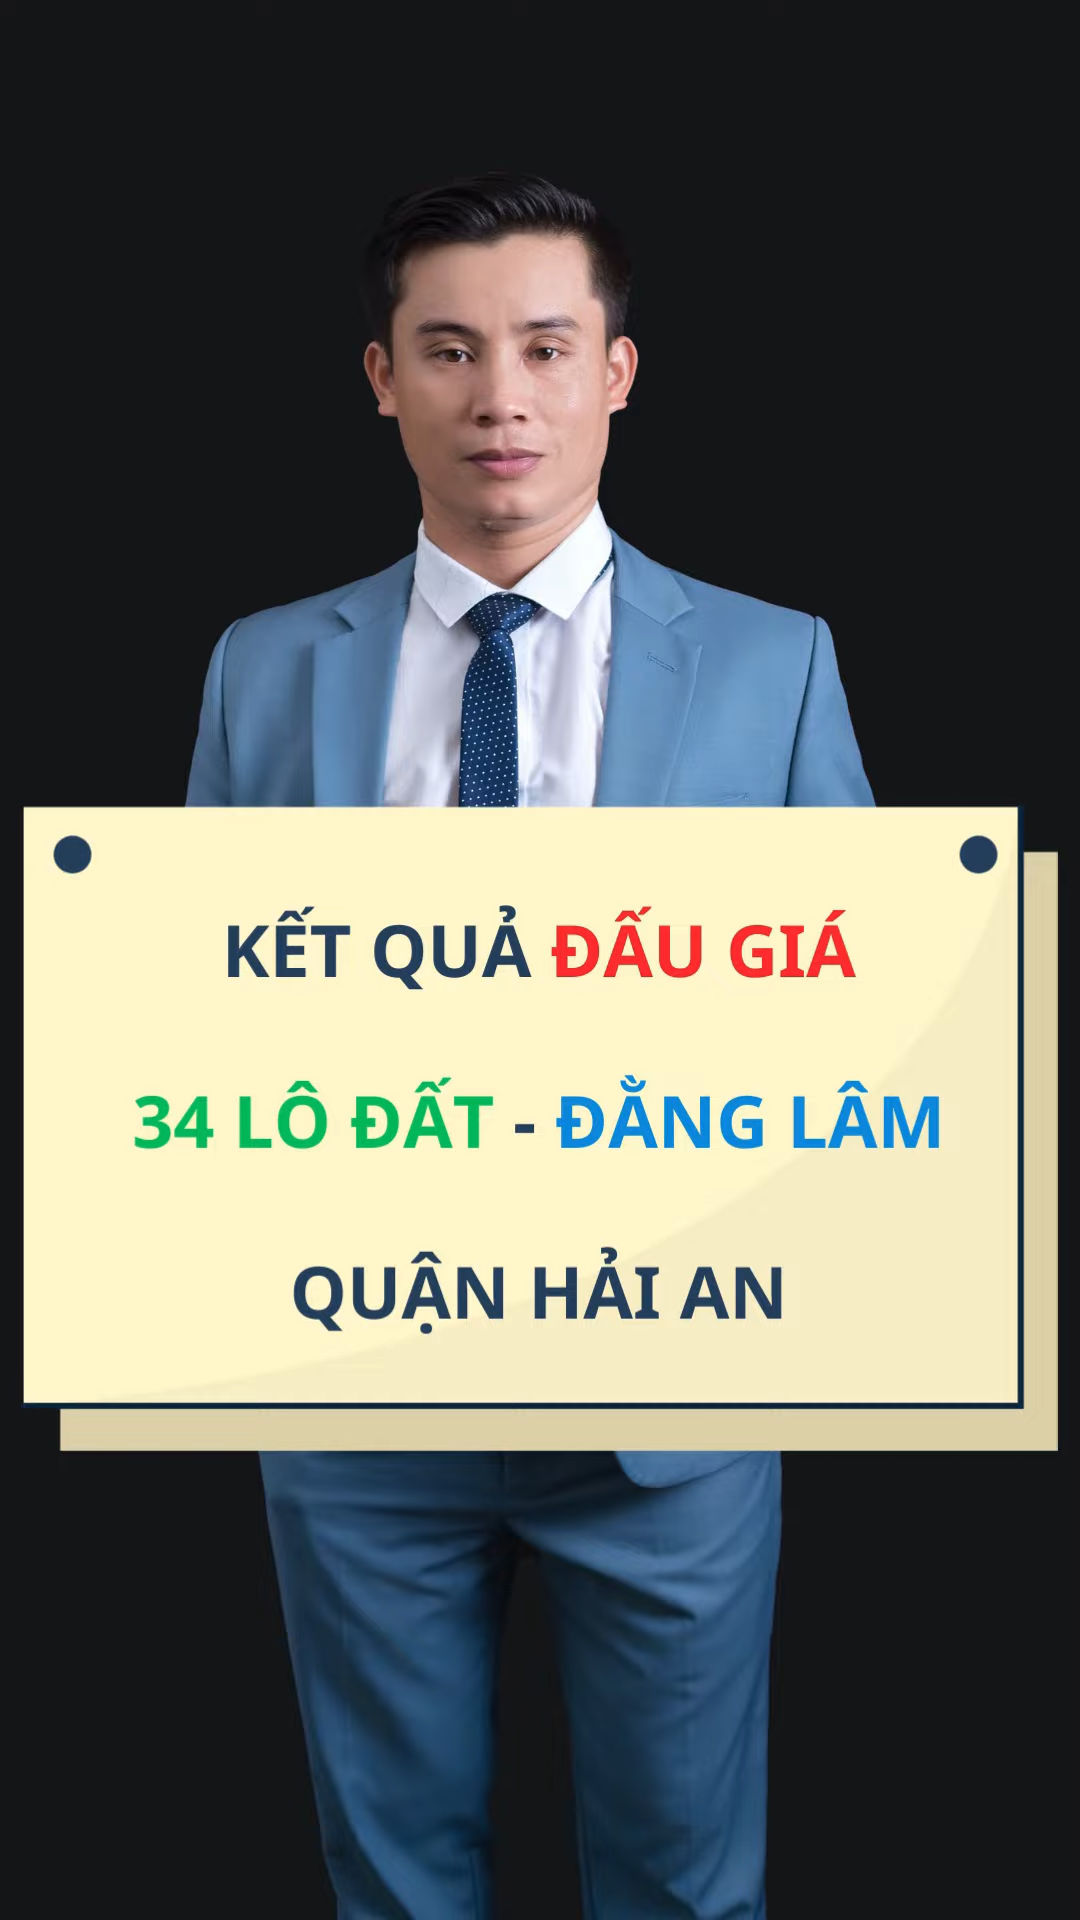 KẾT QUẢ ĐẤU GIÁ
34 LÔ ĐẤT - ĐẰNG LÂM
QUẬN HẢI AN